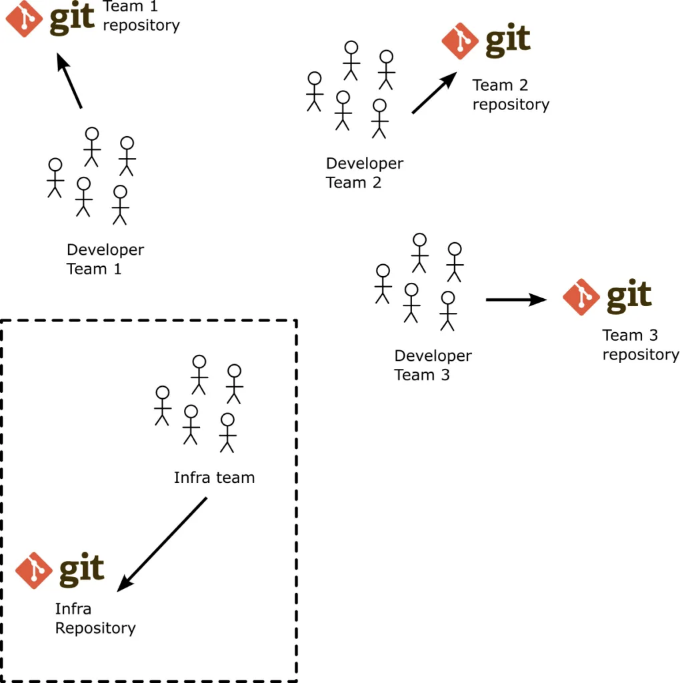 git
Team 1
repository
Developer
Team 1
git
Team 2
repository
Developer
Team 2
git
Team 3
repository
Developer
Team 3
Infra team
git
Infra
Repository